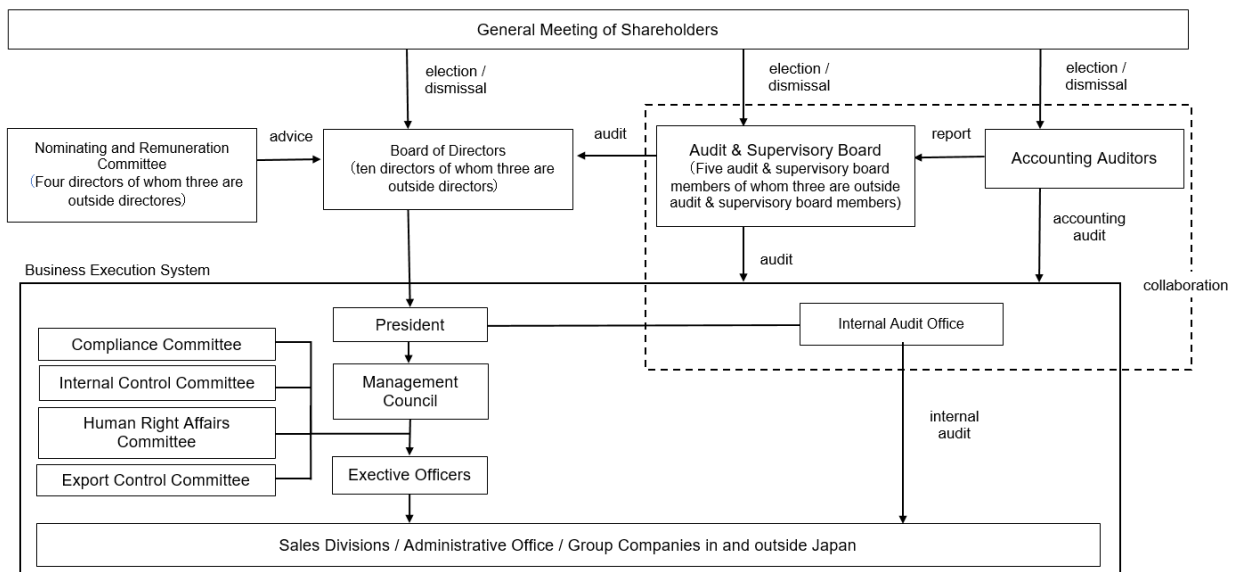 General Meeting of Shareholders
election /
dismissal
election /
dismissal
election /
dismissal
Nominating and Remuneration
Committee
(Four directors of whom three are
outside directores)
advice
Board of Directors
(ten directors of whom three are
outside directors)
audit
Audit & Supervisory Board
(Five audit & supervisory board
members of whom three are outside
audit & supervisory board members)
report
Accounting Auditors
accounting
audit
audit
collaboration
Business Execution System
President
Internal Audit Office
Compliance Committee
Internal Control Committee
Management
Council
Human Right Affairs
Committee
internal
audit
Export Control Committee
Exective Officers
Sales Divisions / Administrative Office / Group Companies in and outside Japan